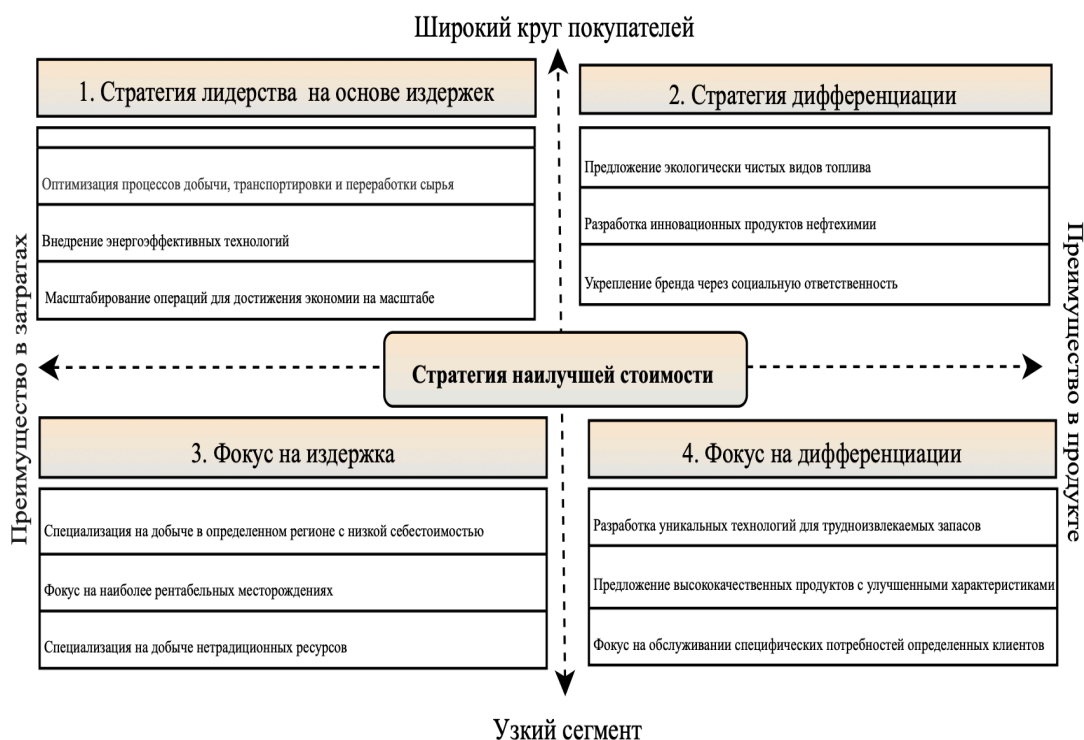 Широкий круг покупателей
1. Стратегия лидерства на основе издержек
Оптимизация процессов добычи, транспортировки и переработки сырья
Внедрение энергоэффективных технологий
Масштабирование операций для достижения экономии на масштабе
2. Стратегия дифференциации
Предложение экологически чистых видов топлива
Разработка инновационных продуктов нефтехимии
Укрепление бренда через социальную ответственность
Преимущество в затратах
Стратегия наилучшей стоимости
Преимущество в продукте
3. Фокус на издержка
Специализация на добыче в определенном регионе с низкой себестоимостью
Фокус на наиболее рентабельных месторождениях
Специализация на добыче нетрадиционных ресурсов
4. Фокус на дифференциации
Разработка уникальных технологий для трудноизвлекаемых запасов
Предложение высококачественных продуктов с улучшенными характеристиками
Фокус на обслуживании специфических потребностей определенных клиентов
Узкий сегмент